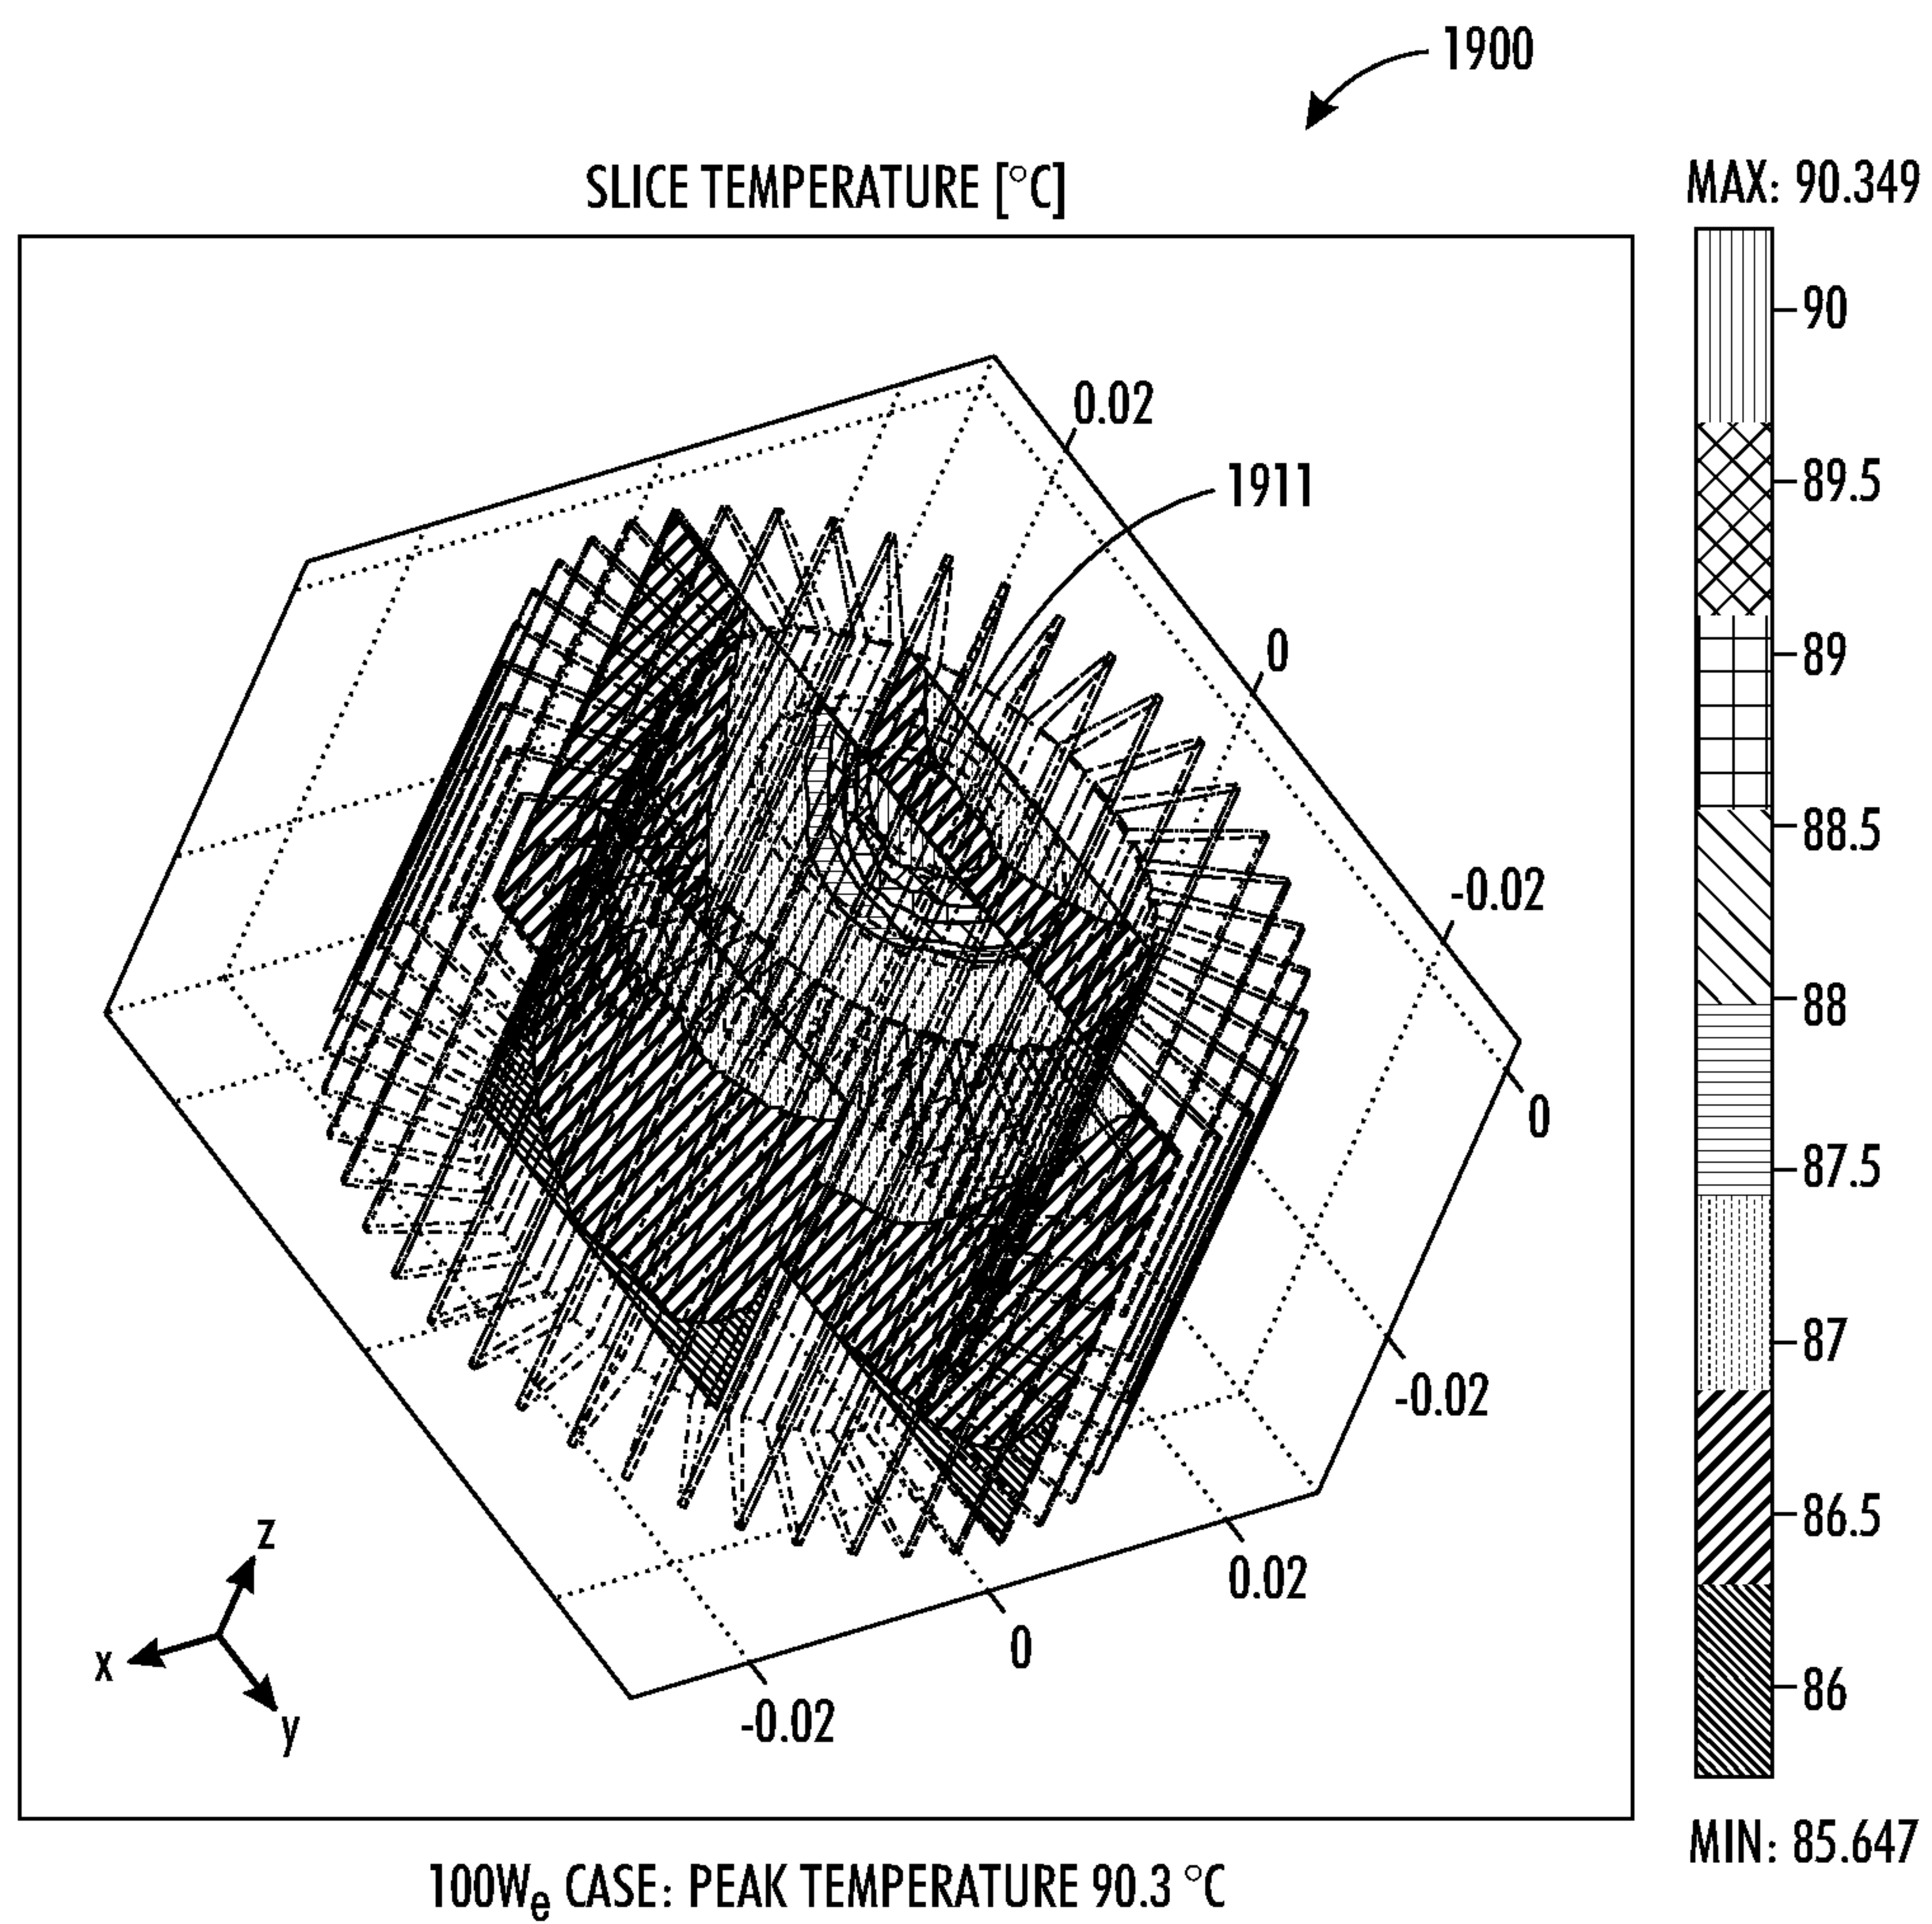 1900
SLICE TEMPERATURE [°C]
MAX: 90.349
0.02
1911
0
-0.02
0
-0.02
0.02
0
-0.02
z
x
y
90
89.5
89
88.5
88
87.5
87
86.5
86
MIN: 85.647
100We CASE: PEAK TEMPERATURE 90.3 °C